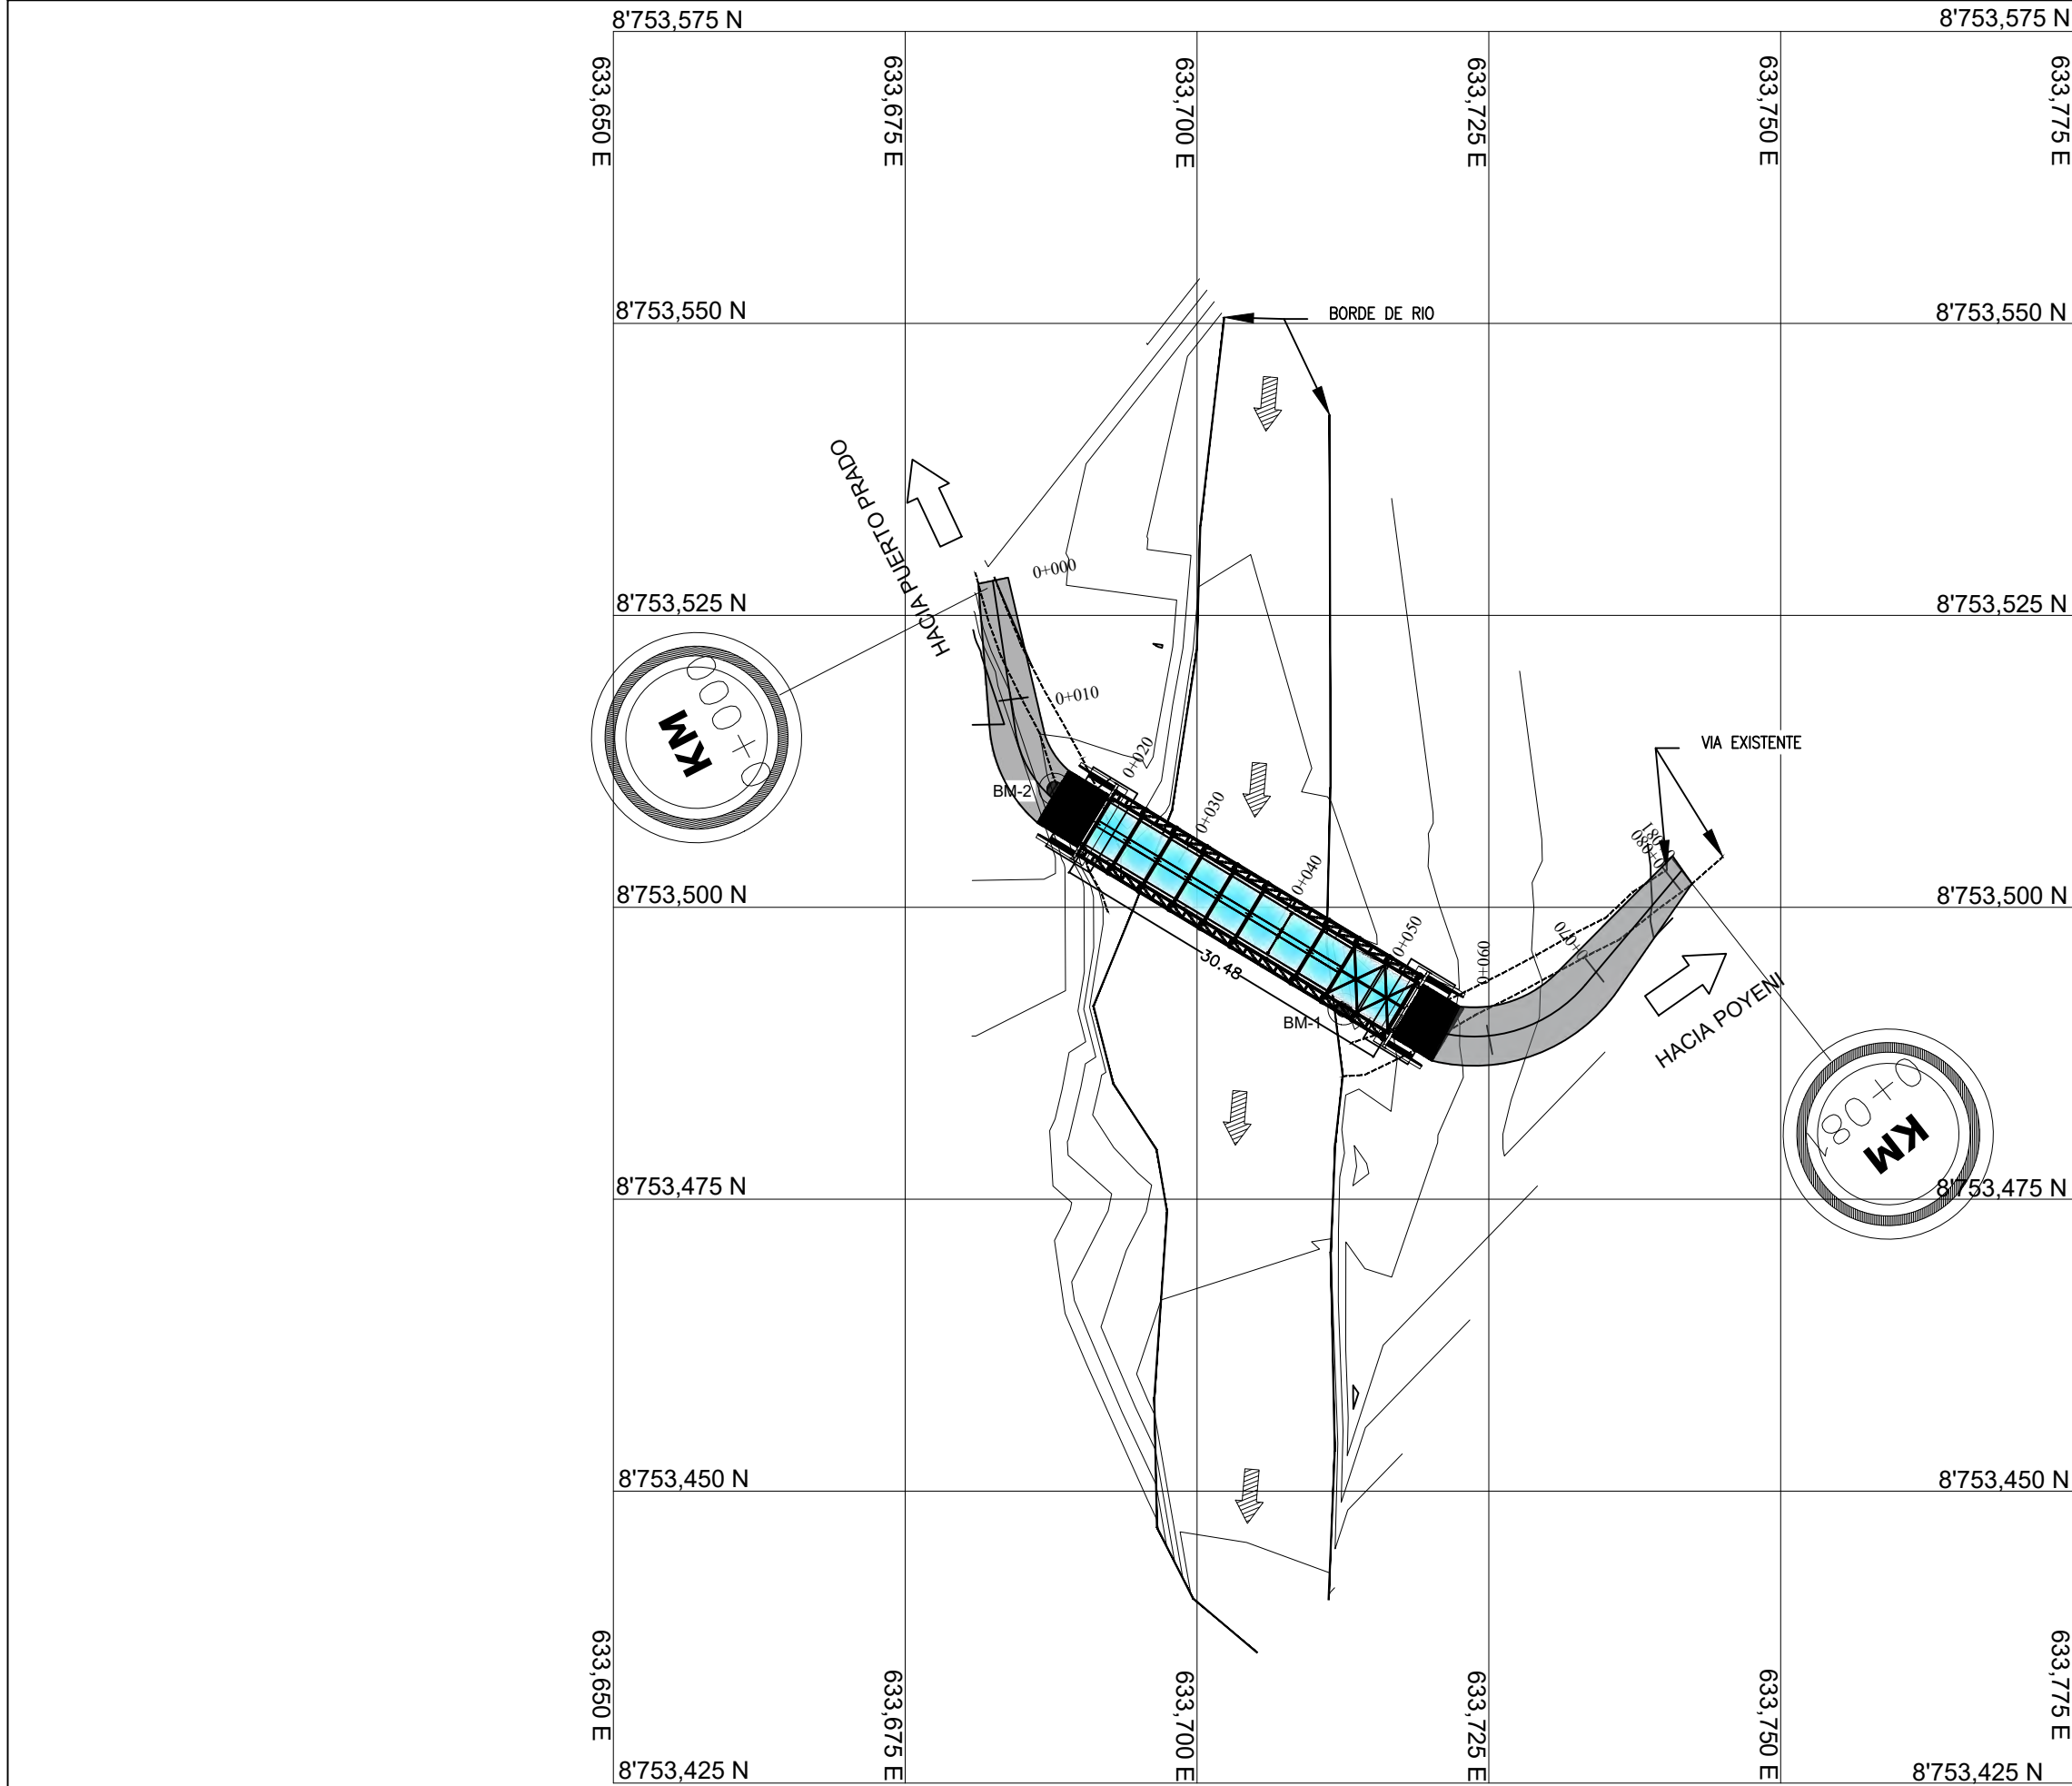 8'753,575 N
8'753,575 N
633,650 E
633,675 E
633,700 E
633,725 E
633,750 E
633,775 E
8'753,550 N
BORDE DE RIO
8'753,550 N
HACIA PUERTO PRADO
0+000
8'753,525 N
8'753,525 N
0+010
KM
0+000
0+020
VIA EXISTENTE
BM-2
0+030
0+040
0+080
8'753,500 N
8'753,500 N
0+050
0+060
0+070
30.48
BM-1
HACIA POYENI
KM
0+087
8'753,475 N
8'753,475 N
8'753,450 N
8'753,450 N
633,650 E
633,675 E
633,700 E
633,725 E
633,750 E
633,775 E
8'753,425 N
8'753,425 N